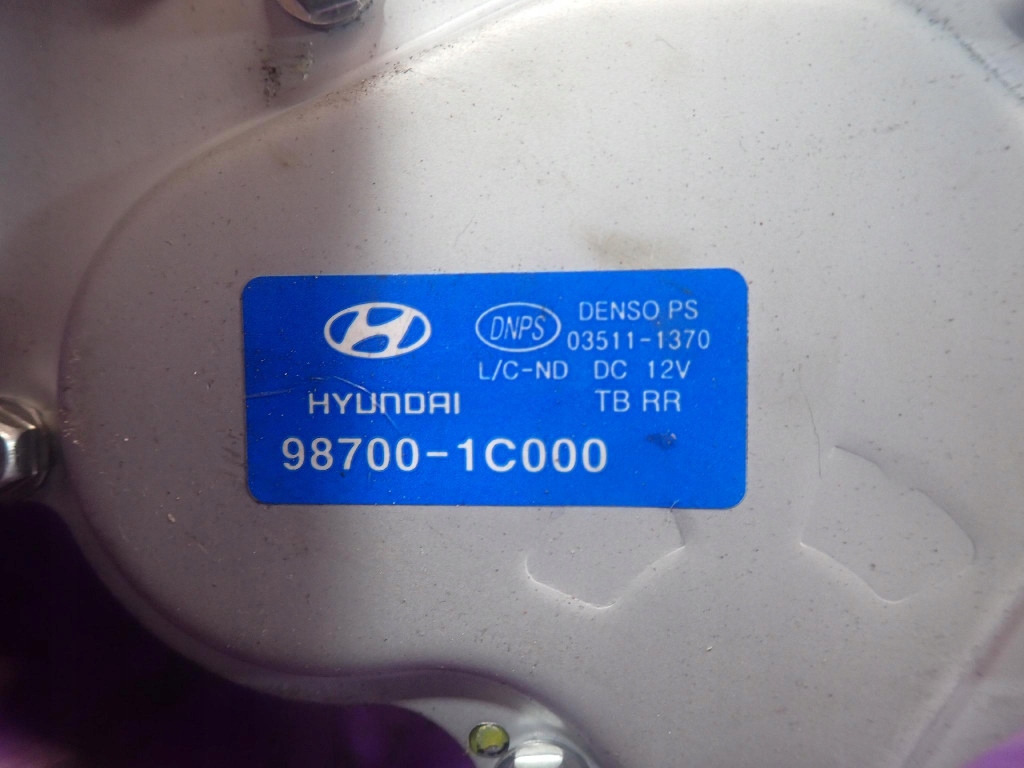 DNPS DENSO PS
03511-1370
L/C-ND DC 12V
HYUNDAI TB RR
98700-1C000